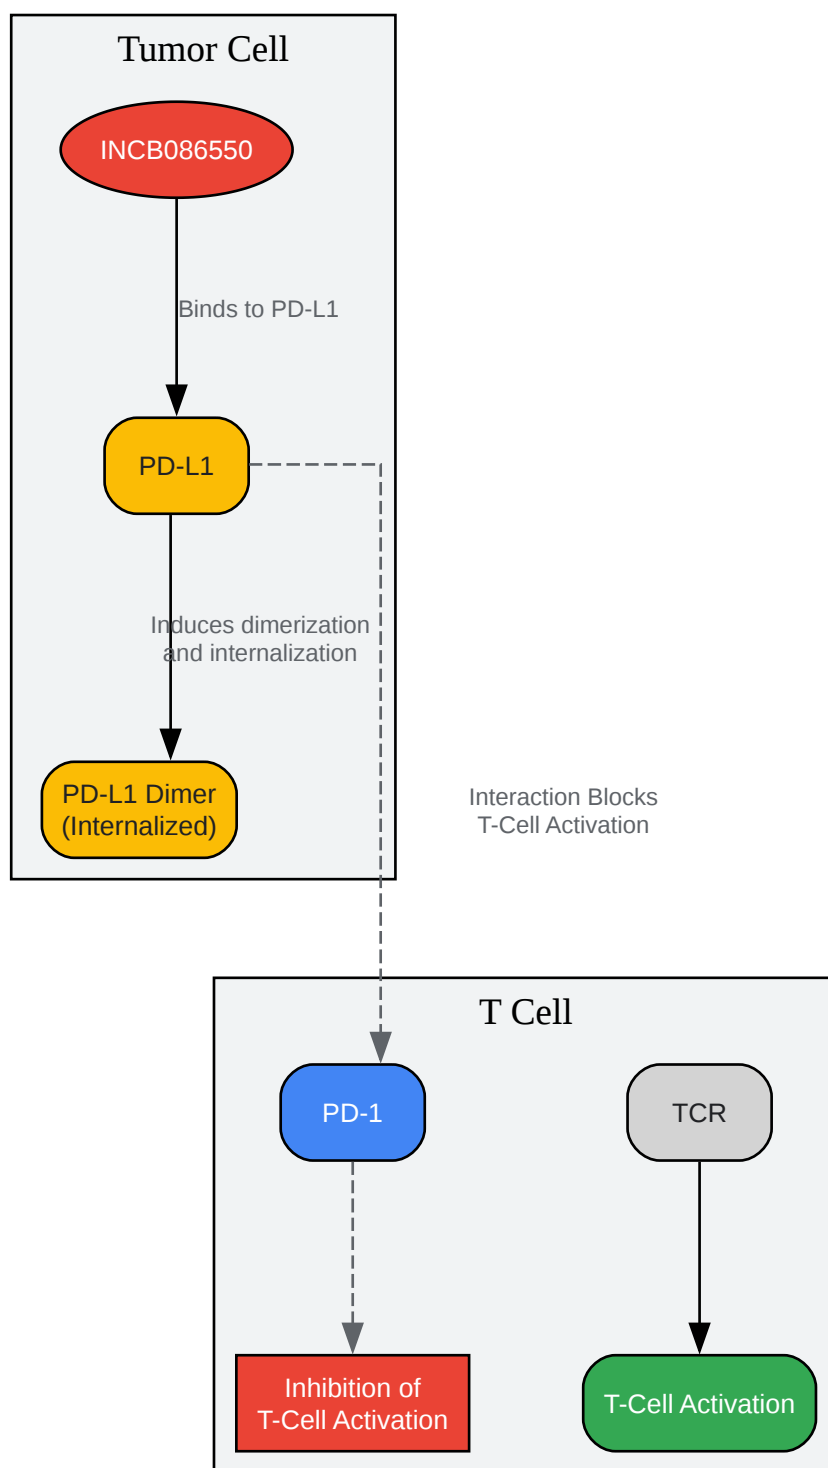 Tumor Cell
INCB086550
Binds to PD-L1
PD-L1
Induces dimerization
and internalization
PD-L1 Dimer
(Internalized)
Interaction Blocks
T-Cell Activation
T Cell
PD-1
TCR
Inhibition of
T-Cell Activation
T-Cell Activation